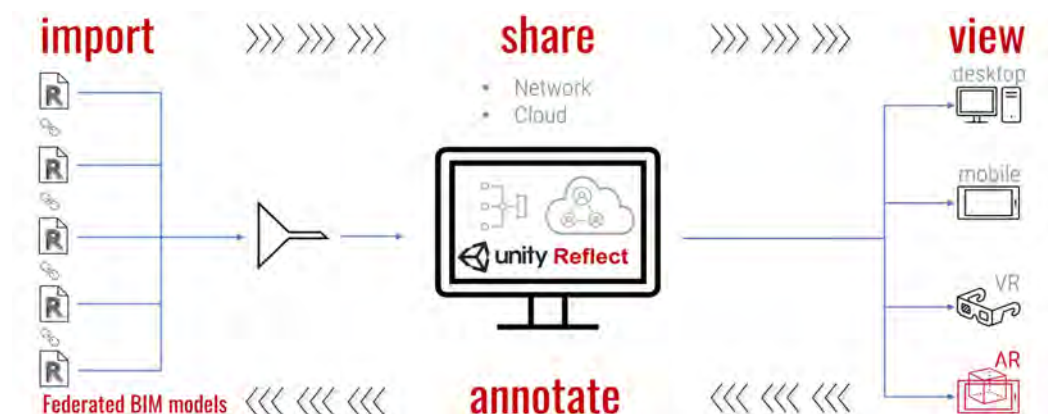 import
share
view
R
R
R
R
R
Federated BIM models
• Network
• Cloud
unity Reflect
annotate
desktop
mobile
VR
AR